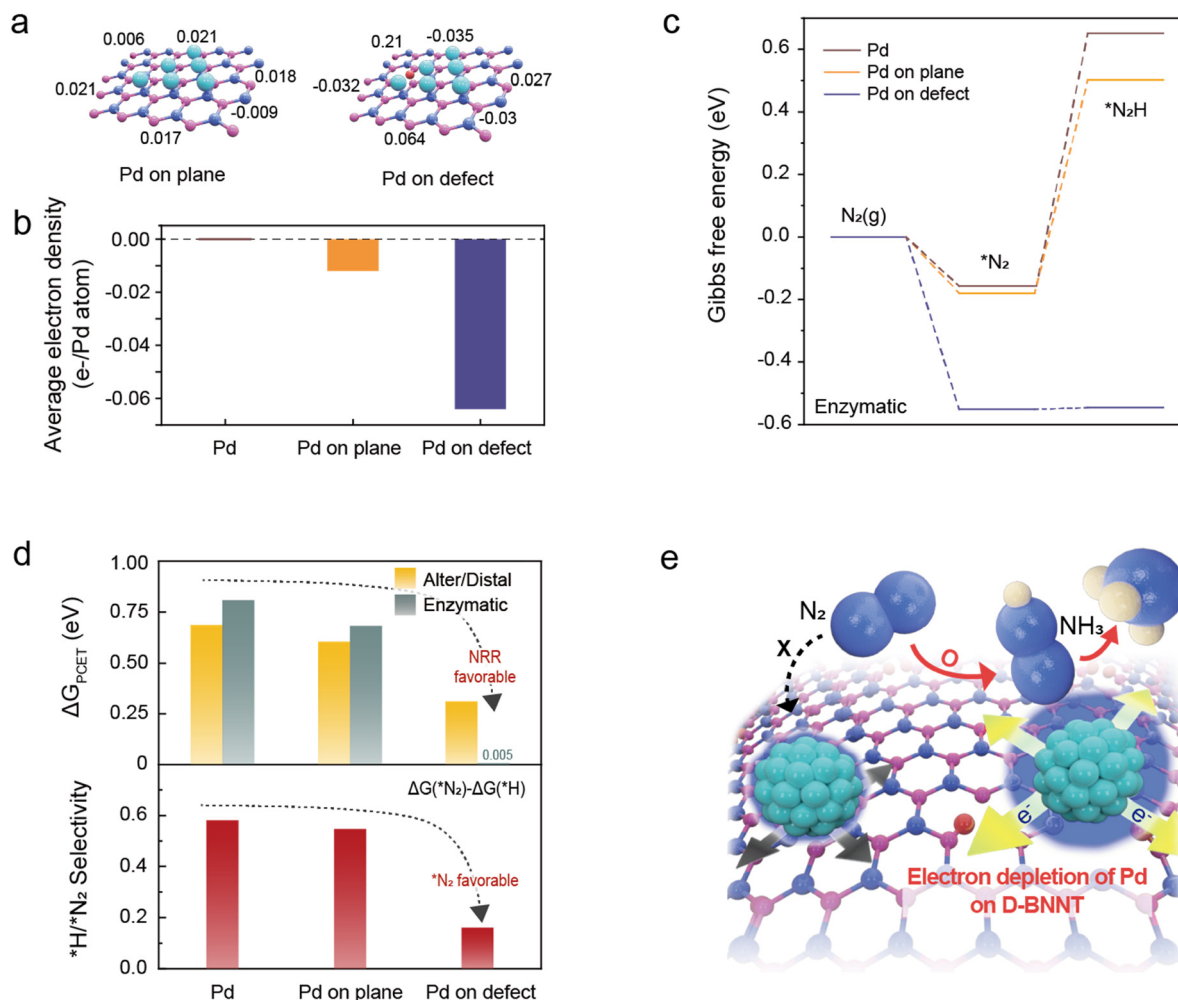 a
0.006
0.021
0.021
0.018
-0.009
0.017
Pd on plane
0.21
-0.035
-0.032
0.027
-0.03
0.064
Pd on defect
b
Average electron density
(e-/Pd atom)
0.00
-0.02
-0.04
-0.06
Pd
Pd on plane
Pd on defect
c
Gibbs free energy (eV)
0.6
0.4
0.2
0.0
-0.2
-0.4
-0.6
Pd
Pd on plane
Pd on defect
N₂(g)
*N₂
*N₂H
Enzymatic
d
ΔG_PCET (eV)
1.00
0.75
0.50
0.25
0
Alter/Distal
Enzymatic
NRR
favorable
0.005
*H/*N₂ Selectivity
0.6
0.4
0.2
0.0
ΔG(*N₂)-ΔG(*H)
*N₂ favorable
Pd
Pd on plane
Pd on defect
e
N₂
X
O
NH₃
e-
e-
Electron depletion of Pd
on D-BNNT